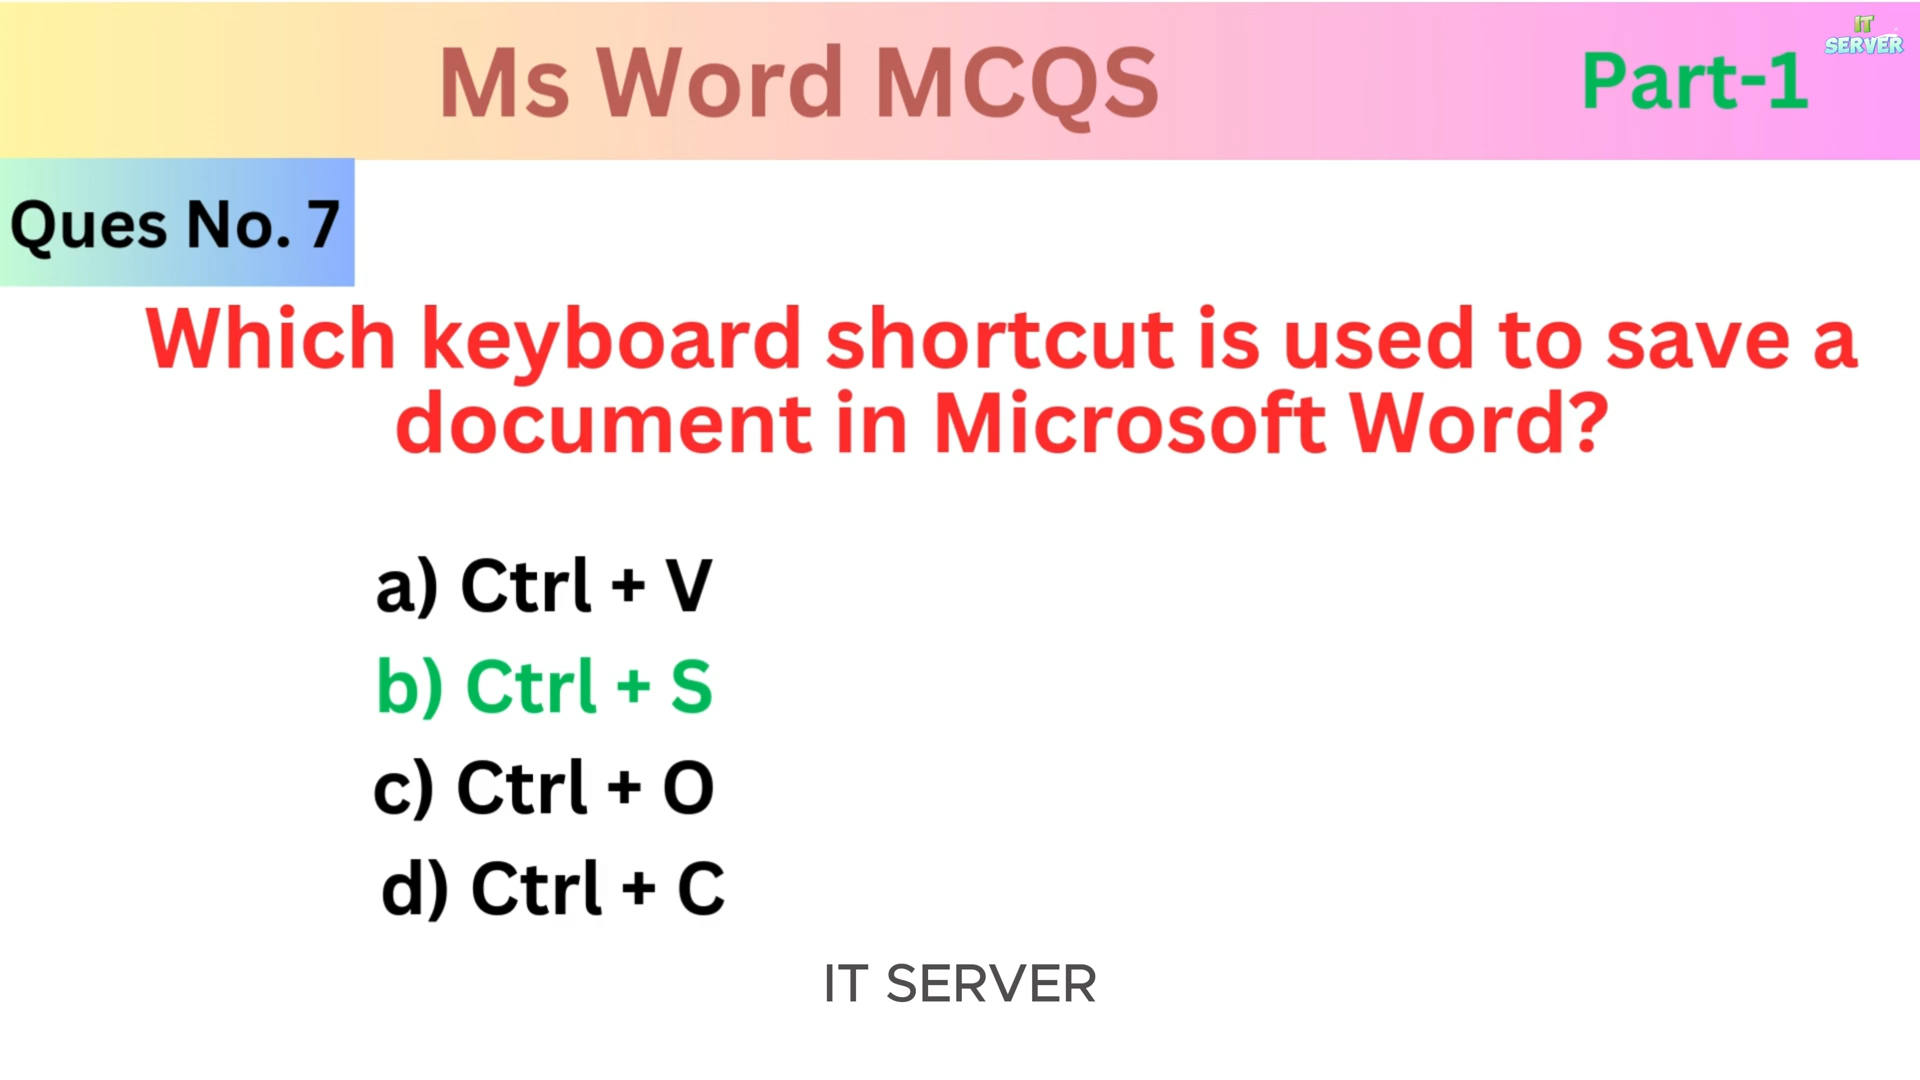 Ms Word MCQS
Part-1
IT
SERVER
Ques No. 7
Which keyboard shortcut is used to save a
document in Microsoft Word?
a) Ctrl + V
b) Ctrl + S
c) Ctrl + O
d) Ctrl + C
IT SERVER